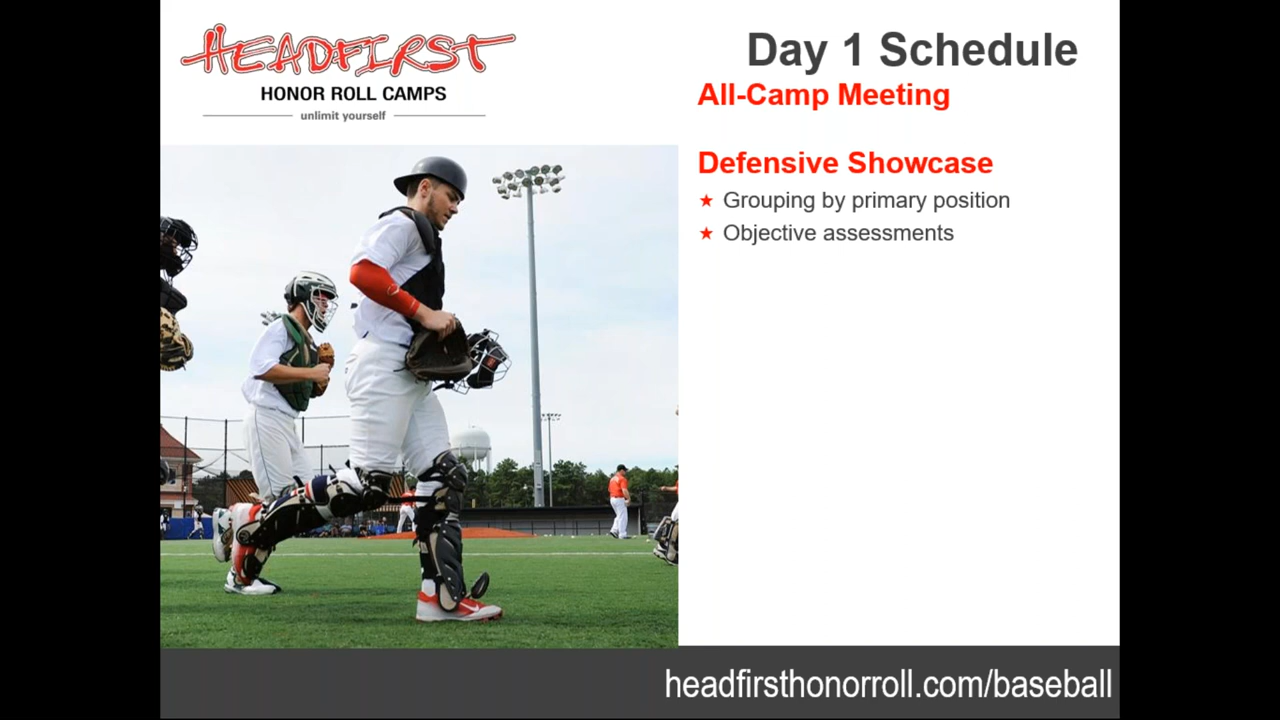 HEADFIRST
HONOR ROLL CAMPS
unlimit yourself
Day 1 Schedule
All-Camp Meeting
Defensive Showcase
★ Grouping by primary position
★ Objective assessments
headfirsthonorroll.com/baseball